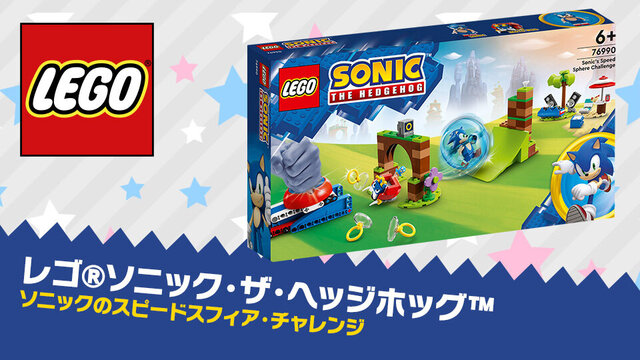 LEGO
LEGO
SONIC
THE HEDGEHOG
6+
76990
Sonic's Speed
Sphere Challenge
レゴ®ソニック・ザ・ヘッジホッグ™
ソニックのスピードスフィア・チャレンジ